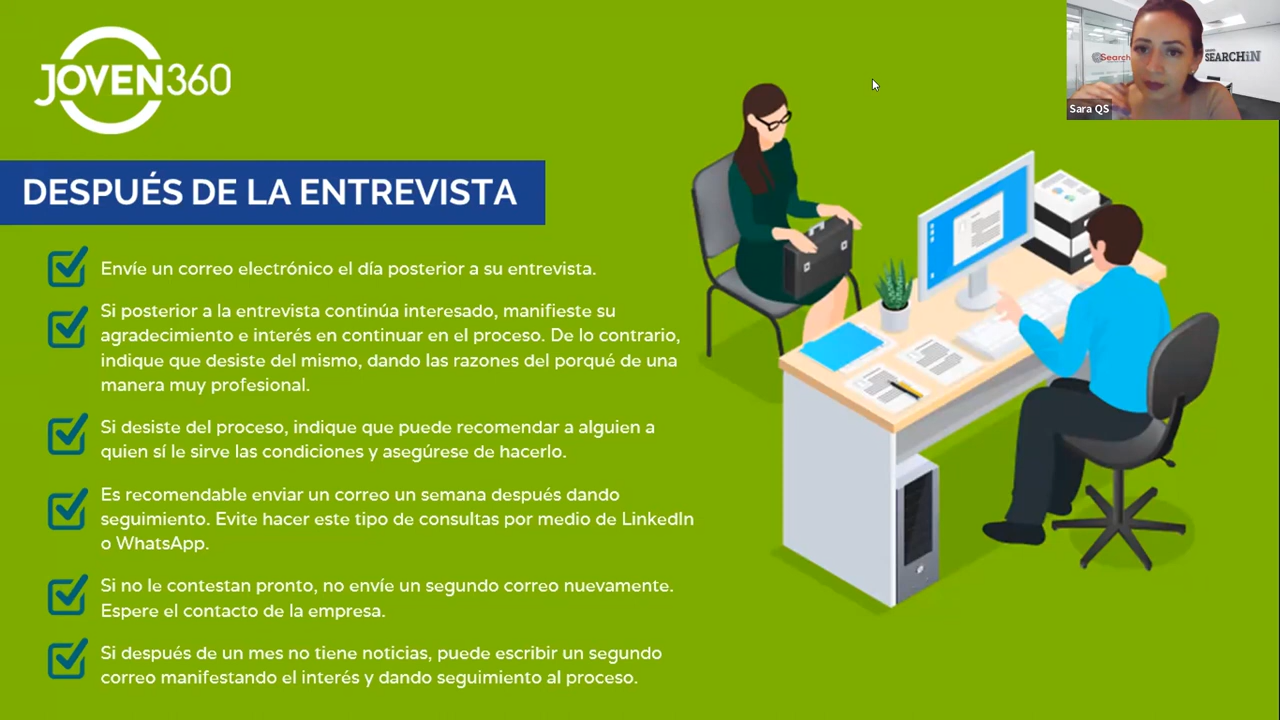 JOVEN360
DESPUÉS DE LA ENTREVISTA
Envíe un correo electrónico el día posterior a su entrevista.
Si posterior a la entrevista continúa interesado, manifieste su
agradecimiento e interés en continuar en el proceso. De lo contrario,
indique que desiste del mismo, dando las razones del porqué de una
manera muy profesional.
Si desiste del proceso, indique que puede recomendar a alguien a
quien sí le sirve las condiciones y asegúrese de hacerlo.
Es recomendable enviar un correo un semana después dando
seguimiento. Evite hacer este tipo de consultas por medio de LinkedIn
o WhatsApp.
Si no le contestan pronto, no envíe un segundo correo nuevamente.
Espere el contacto de la empresa.
Si después de un mes no tiene noticias, puede escribir un segundo
correo manifestando el interés y dando seguimiento al proceso.
Search
SEARCHiN
Sara QS